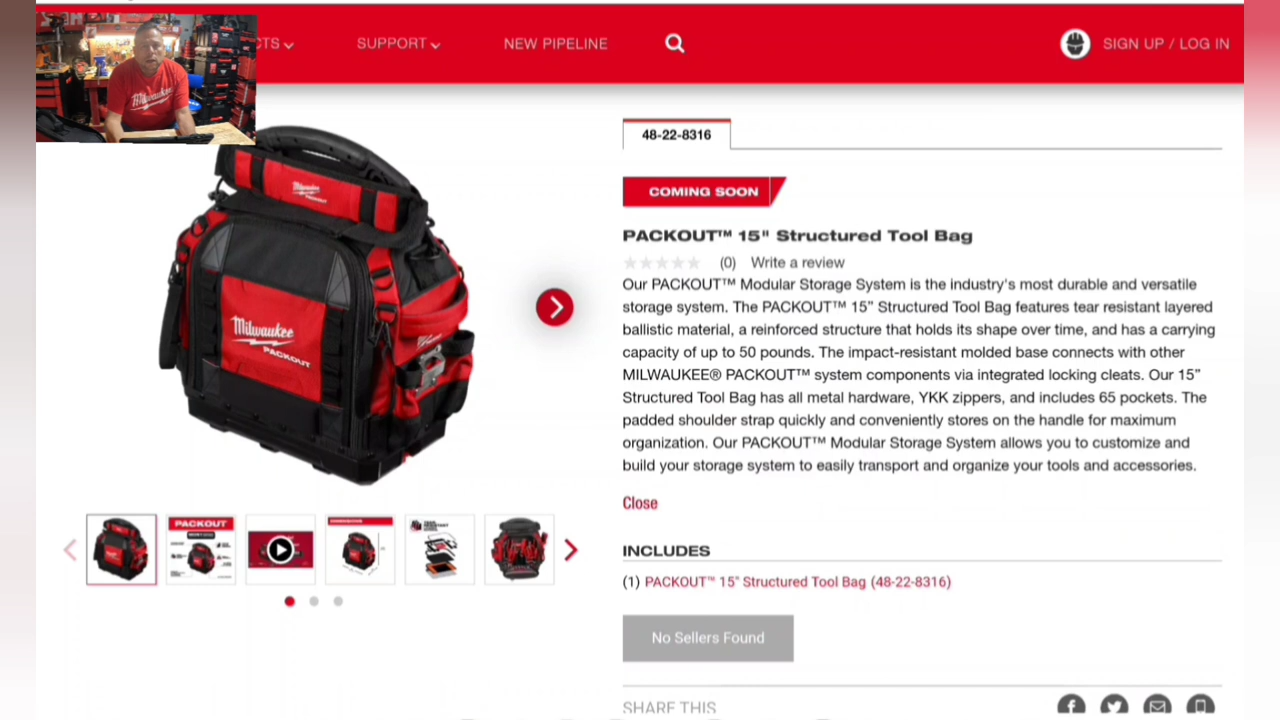 CTS
SUPPORT
NEW PIPELINE
SIGN UP / LOG IN
Milwaukee
48-22-8316
COMING SOON
PACKOUT™ 15" Structured Tool Bag
(0) Write a review
Our PACKOUT™ Modular Storage System is the industry's most durable and versatile
storage system. The PACKOUT™ 15” Structured Tool Bag features tear resistant layered
ballistic material, a reinforced structure that holds its shape over time, and has a carrying
capacity of up to 50 pounds. The impact-resistant molded base connects with other
MILWAUKEE® PACKOUT™ system components via integrated locking cleats. Our 15”
Structured Tool Bag has all metal hardware, YKK zippers, and includes 65 pockets. The
padded shoulder strap quickly and conveniently stores on the handle for maximum
organization. Our PACKOUT™ Modular Storage System allows you to customize and
build your storage system to easily transport and organize your tools and accessories.
Close
INCLUDES
(1) PACKOUT™ 15" Structured Tool Bag (48-22-8316)
No Sellers Found
SHARE THIS
Milwaukee
PACKOUT
Milwaukee
PACKOUT
PACKOUT